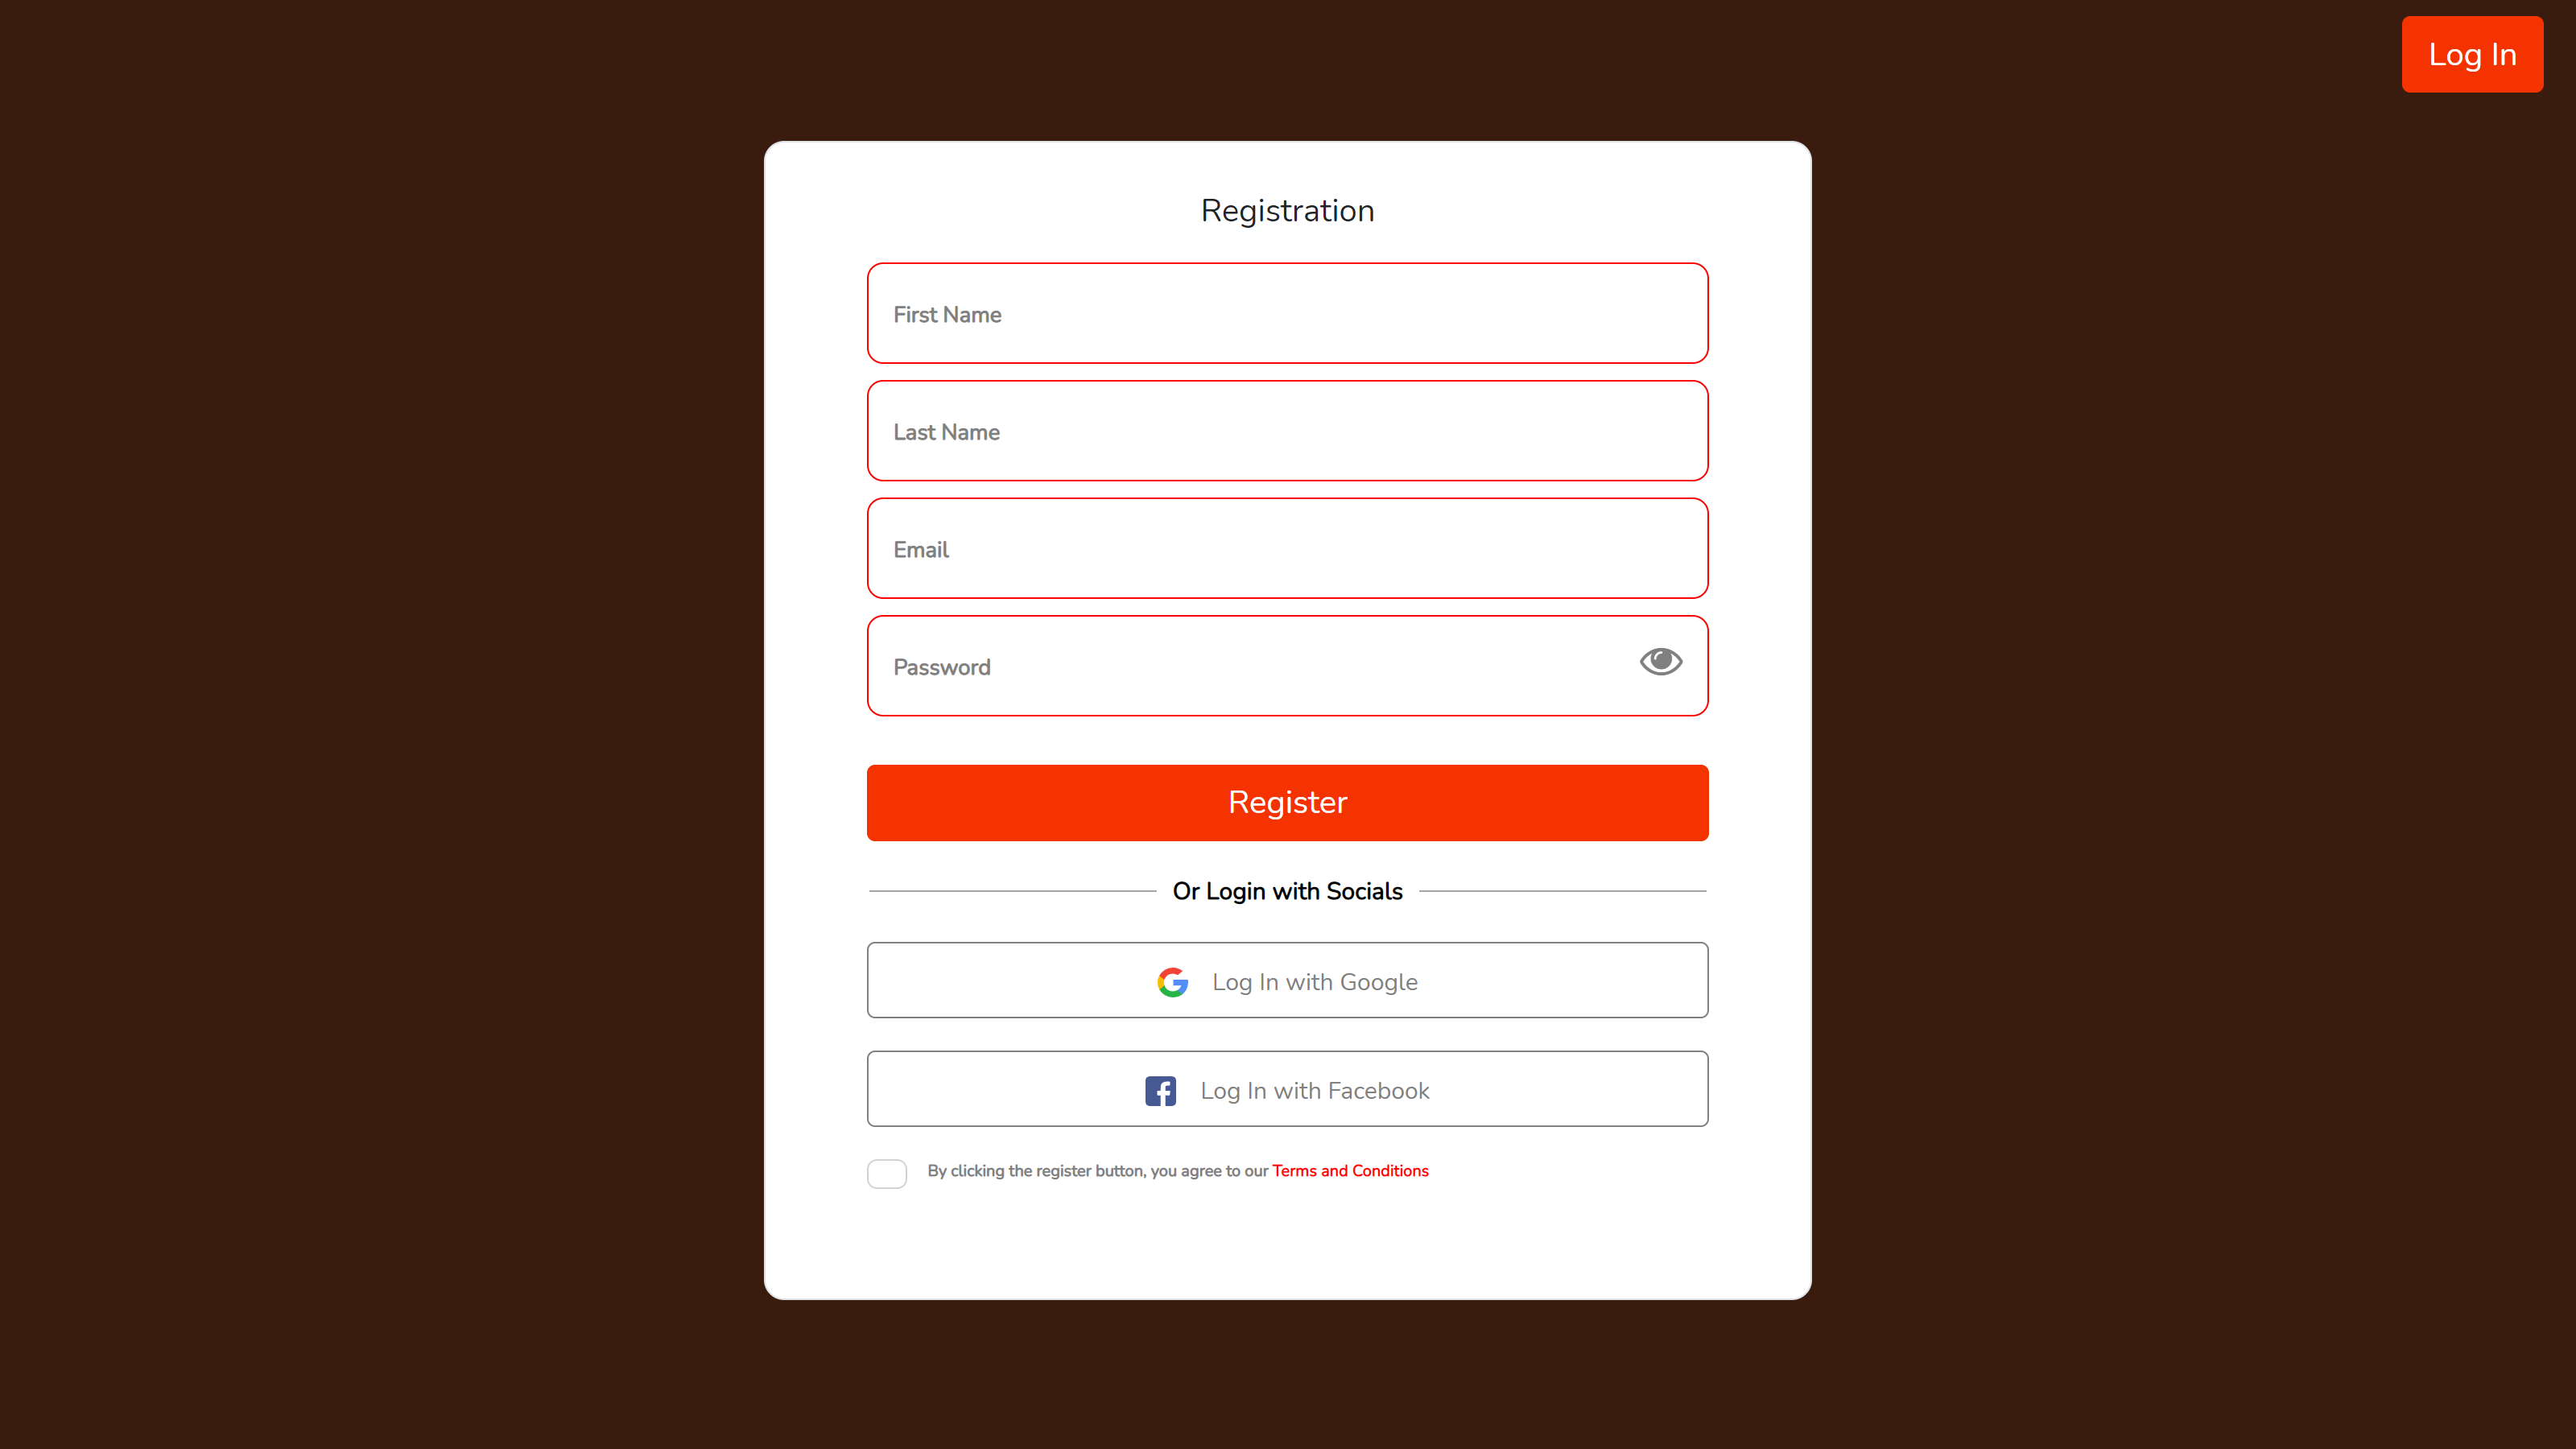 Log In
Registration
First Name
Last Name
Email
Password
Register
Or Login with Socials
Log In with Google
Log In with Facebook
By clicking the register button, you agree to our Terms and Conditions